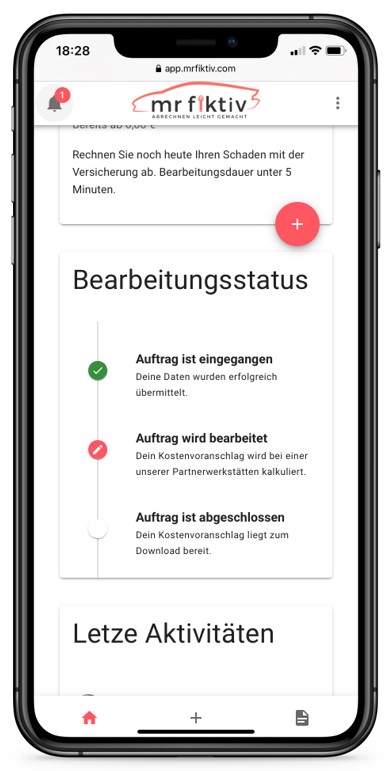 18:28
app.mrfiktiv.com
1
mr fiktiv
ABRECHNEN LEICHT GEMACHT
Bereits ab 0,00 €
Rechnen Sie noch heute Ihren Schaden mit der
Versicherung ab. Bearbeitungsdauer unter 5
Minuten.
Bearbeitungsstatus
Auftrag ist eingegangen
Deine Daten wurden erfolgreich
übermittelt.
Auftrag wird bearbeitet
Dein Kostenvoranschlag wird bei einer
unserer Partnerwerkstätten kalkuliert.
Auftrag ist abgeschlossen
Dein Kostenvoranschlag liegt zum
Download bereit.
Letze Aktivitäten